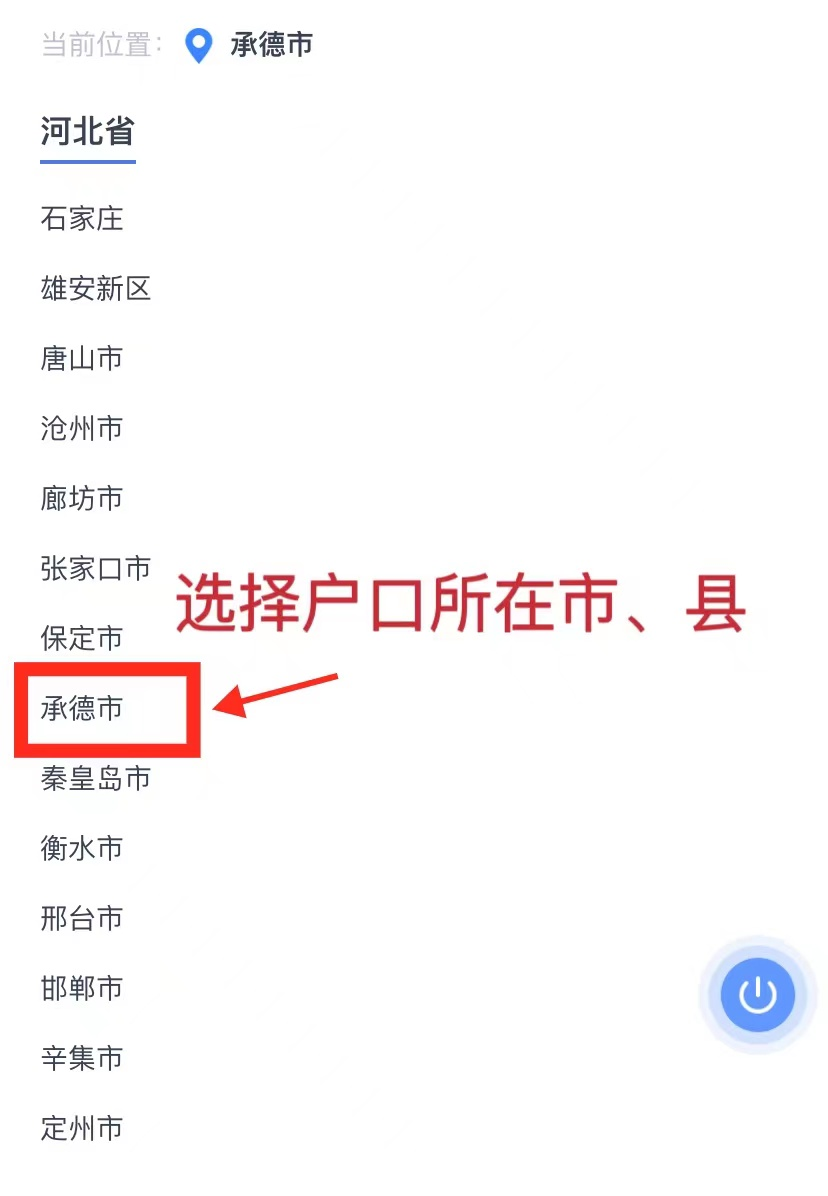 当前位置： 承德市
河北省
石家庄
雄安新区
唐山市
沧州市
廊坊市
张家口市
选择户口所在市、县
保定市
承德市
秦皇岛市
衡水市
邢台市
邯郸市
辛集市
定州市